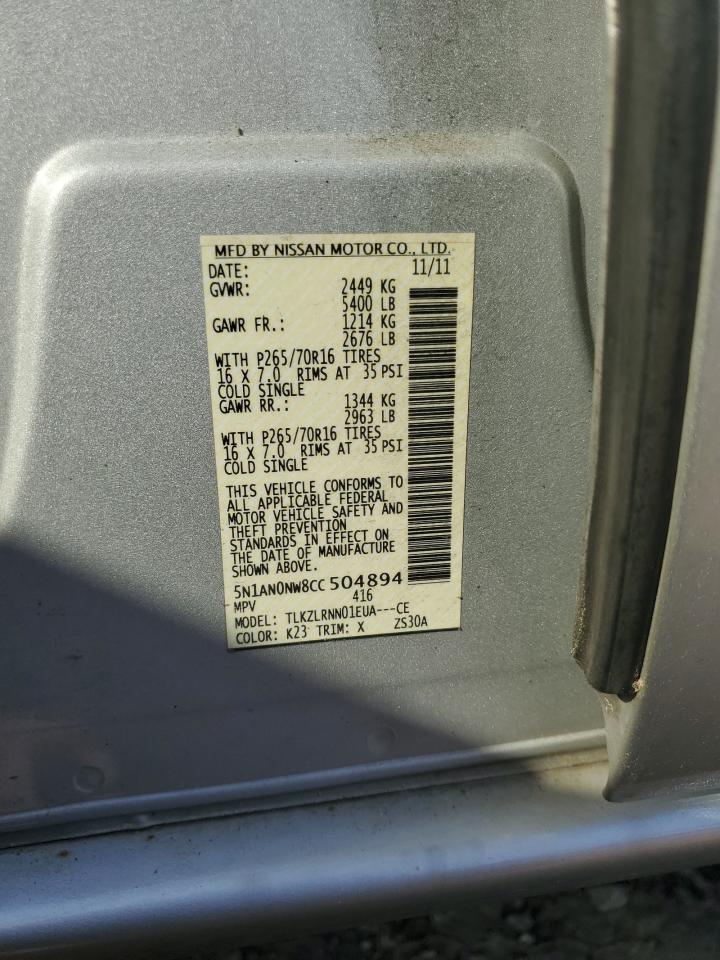 MFD BY NISSAN MOTOR CO., LTD.
DATE: 11/11
GVWR: 2449 KG
5400 LB
GAWR FR.: 1214 KG
2676 LB
WITH P265/70R16 TIRES
16 X 7.0 RIMS AT 35 PSI
COLD SINGLE
GAWR RR.: 1344 KG
2963 LB
WITH P265/70R16 TIRES
16 X 7.0 RIMS AT 35 PSI
COLD SINGLE
THIS VEHICLE CONFORMS TO
ALL APPLICABLE FEDERAL
MOTOR VEHICLE SAFETY AND
THEFT PREVENTION
STANDARDS IN EFFECT ON
THE DATE OF MANUFACTURE
SHOWN ABOVE.
5N1AN0NW8CC 504894
MPV 416
MODEL: TLKZLRNN01EUA---CE
COLOR: K23 TRIM: X ZS30A